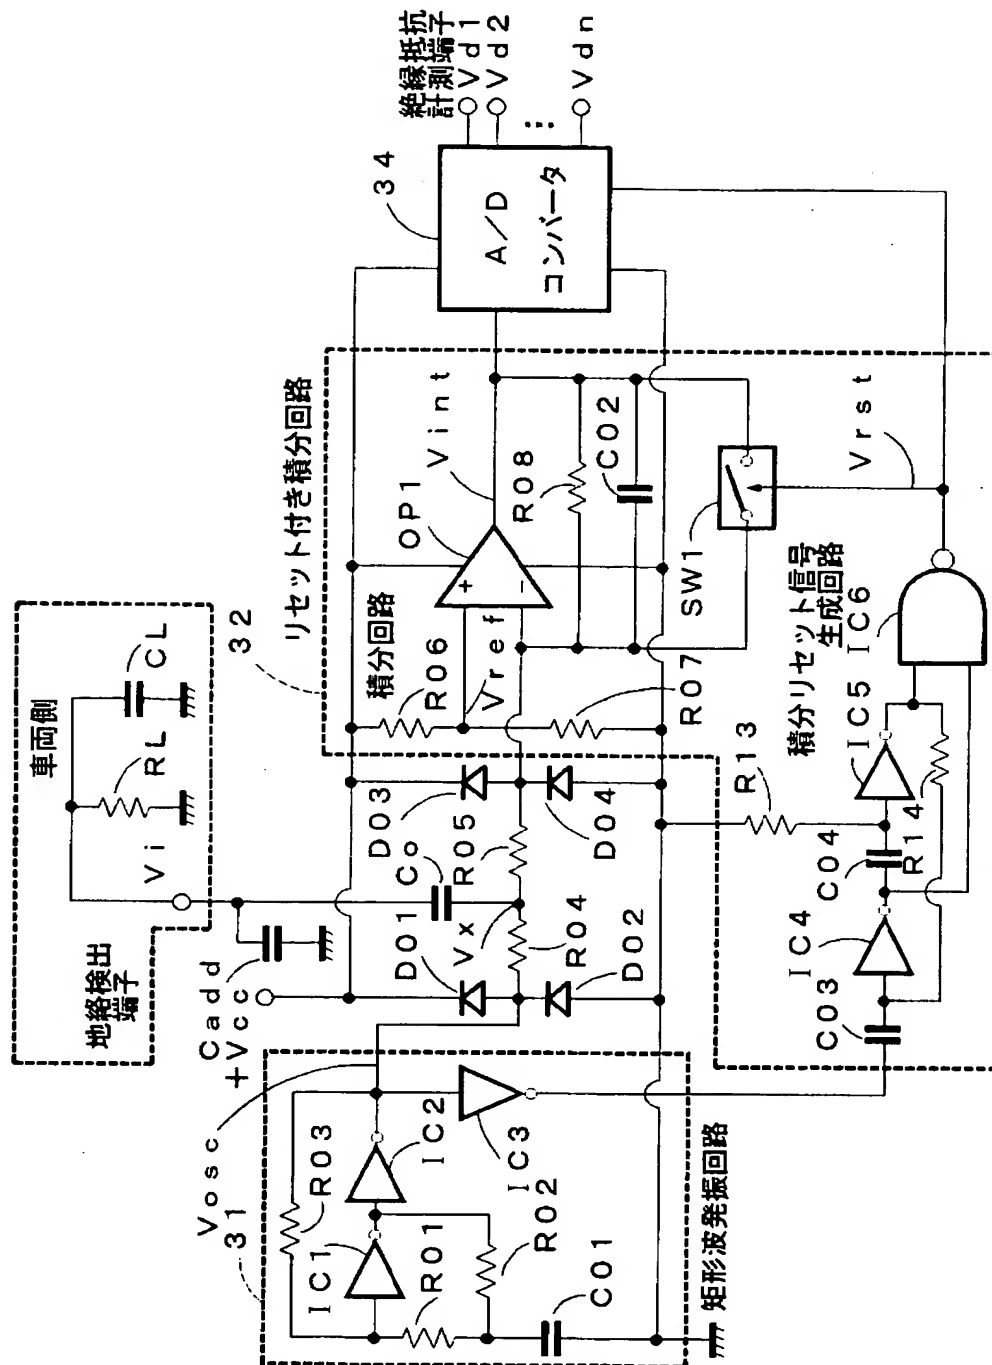 車両側
RL
CL
Vi
地絡検出
端子
Cadd
+Vcc
Vosc
31
R03
IC1
IC2
R01
R02
C01
IC3
矩形波発振回路
D01
D02
Vx
R04
Co
R05
D03
D04
リセット付き積分回路
32
積分回路
R06
Vref
R07
OP1
+
−
Vint
R08
C02
SW1
Vrst
積分リセット信号
生成回路
C03
IC4
C04
R13
IC5
R14
IC6
34
A/D
コンバータ
絶縁抵抗
計測端子
Vd1
Vd2
⋮
Vdn